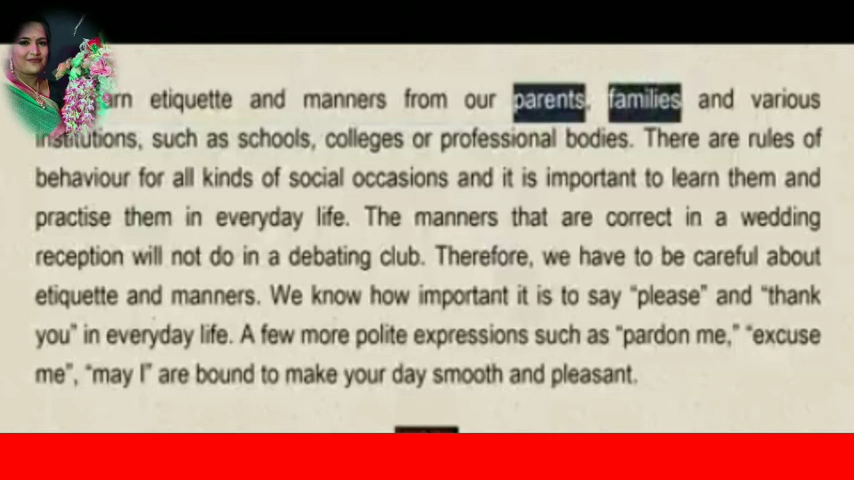 etiquette and manners from our parents, families and various
institutions, such as schools, colleges or professional bodies. There are rules of
behaviour for all kinds of social occasions and it is important to learn them and
practise them in everyday life. The manners that are correct in a wedding
reception will not do in a debating club. Therefore, we have to be careful about
etiquette and manners. We know how important it is to say “please” and “thank
you” in everyday life. A few more polite expressions such as “pardon me,” “excuse
me”, “may I” are bound to make your day smooth and pleasant.